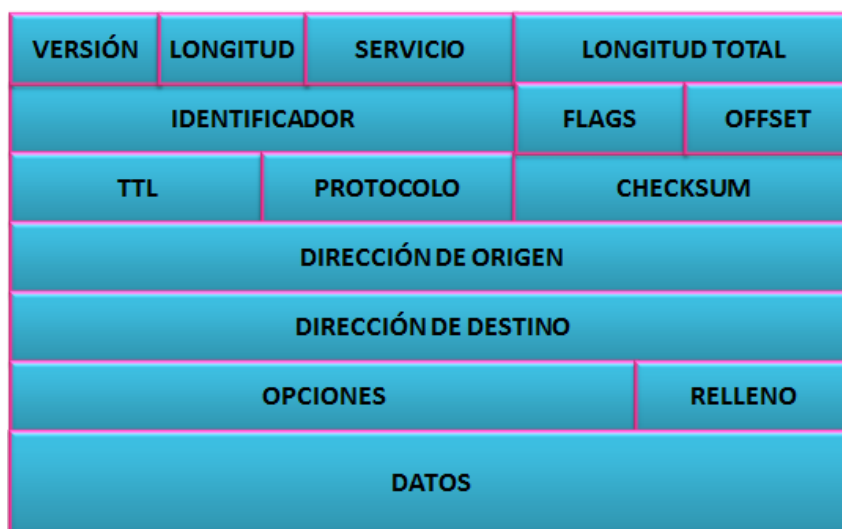 VERSIÓN LONGITUD SERVICIO LONGITUD TOTAL
IDENTIFICADOR FLAGS OFFSET
TTL PROTOCOLO CHECKSUM
DIRECCIÓN DE ORIGEN
DIRECCIÓN DE DESTINO
OPCIONES RELLENO
DATOS